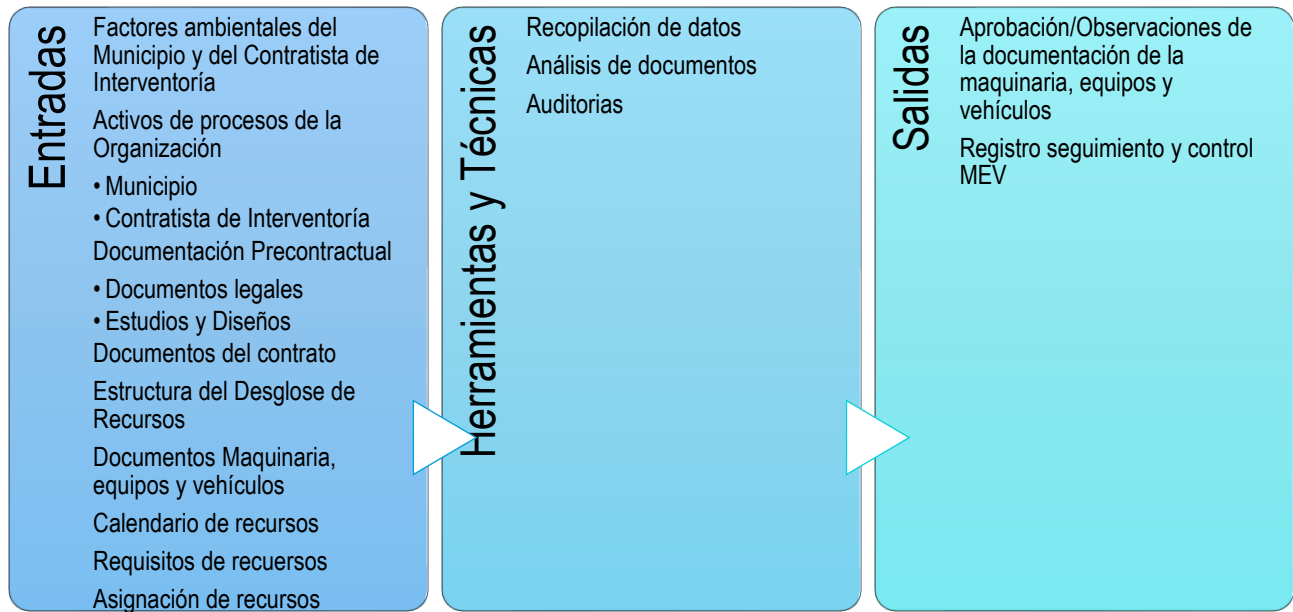 Entradas
Factores ambientales del
Municipio y del Contratista de
Interventoría
Activos de procesos de la
Organización
• Municipio
• Contratista de Interventoría
Documentación Precontractual
• Documentos legales
• Estudios y Diseños
Documentos del contrato
Estructura del Desglose de
Recursos
Documentos Maquinaria,
equipos y vehículos
Calendario de recursos
Requisitos de recuersos
Asignación de recursos
Herramientas y Técnicas
Recopilación de datos
Análisis de documentos
Auditorias
Salidas
Aprobación/Observaciones de
la documentación de la
maquinaria, equipos y
vehículos
Registro seguimiento y control
MEV